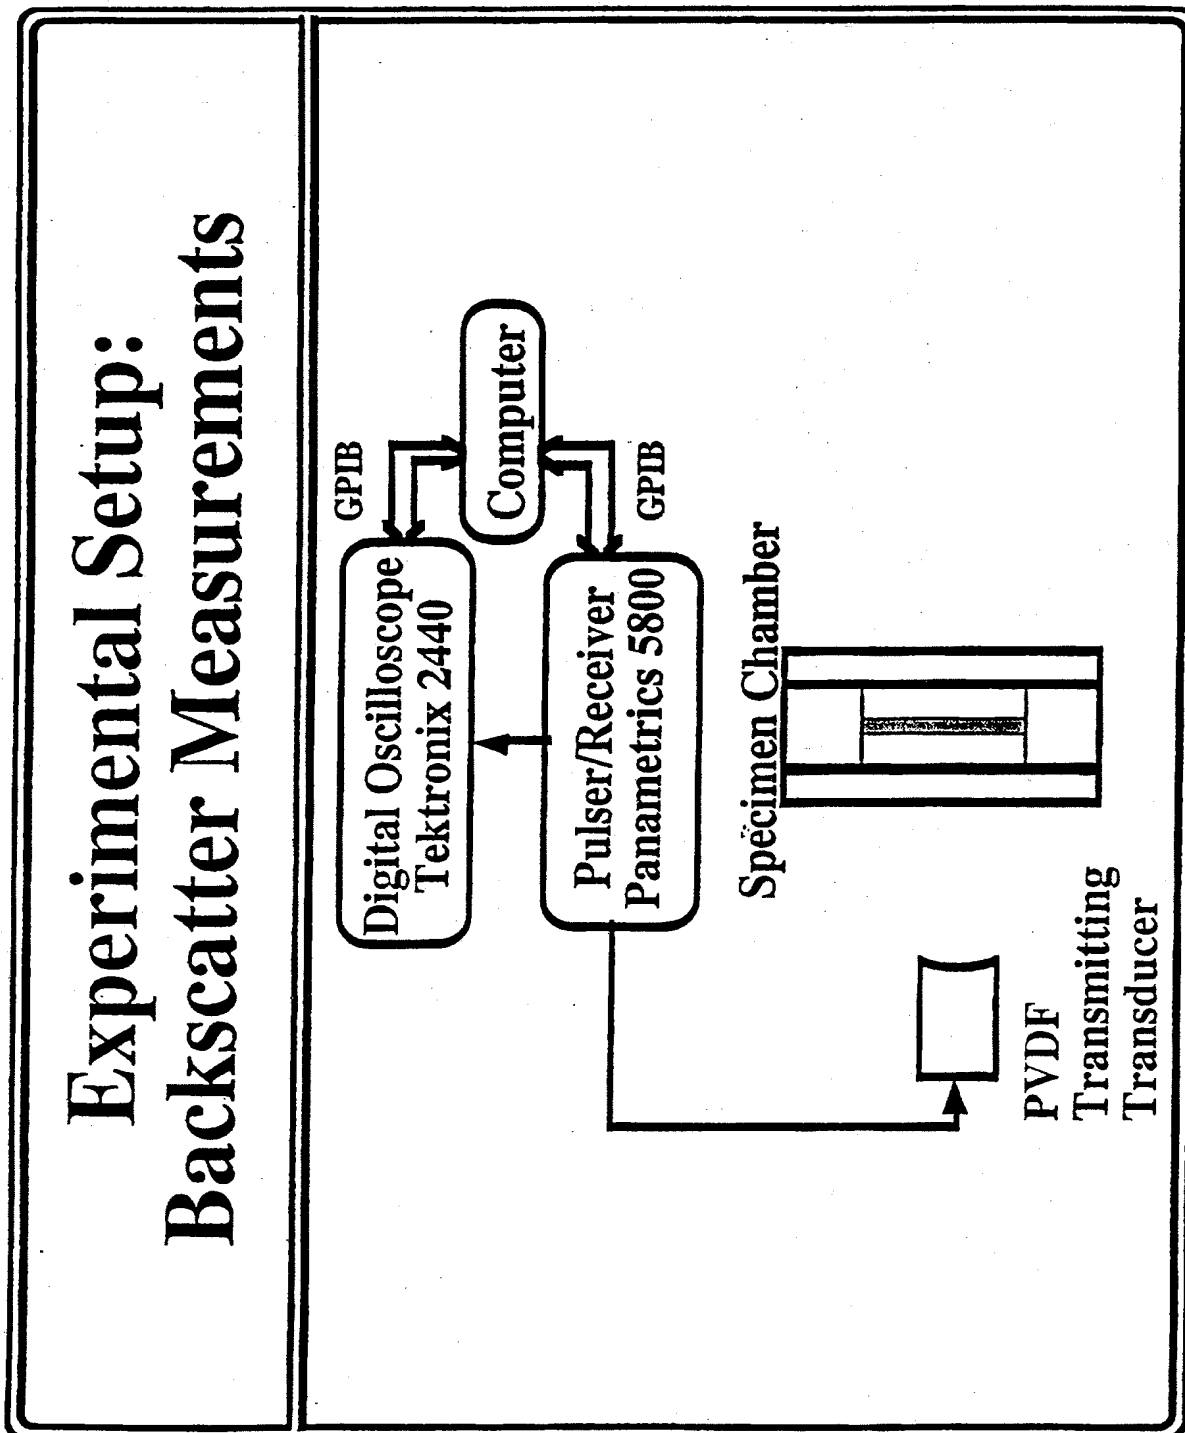 Experimental Setup:
Backscatter Measurements
GPIB
Digital Oscilloscope
Tektronix 2440
Computer
Pulser/Receiver
Panametrics 5800
GPIB
Specimen Chamber
PVDF
Transmitting
Transducer